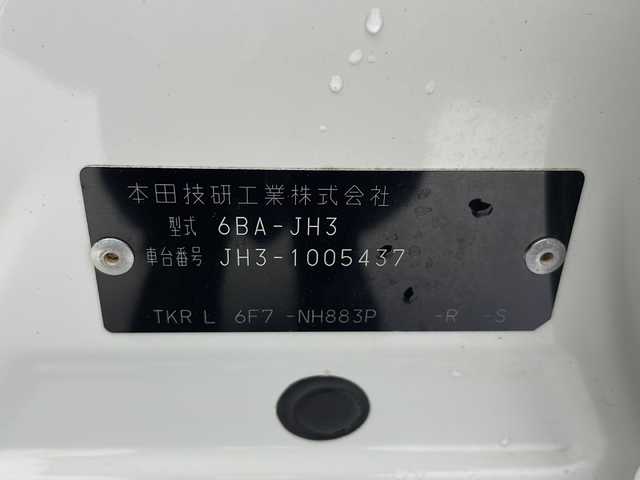 本田技研工業株式会社
型式 6BA-JH3
車台番号 JH3-1005437
TKR L 6F7 -NH883P -R -S